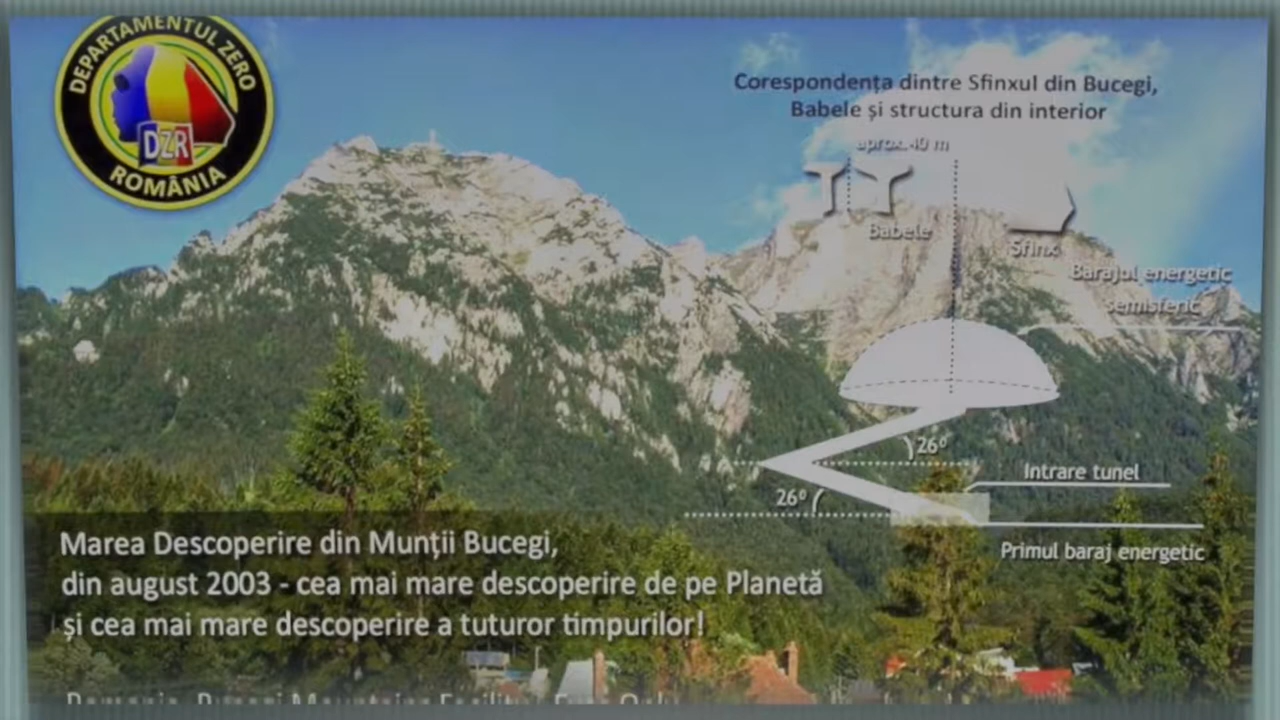 DEPARTAMENTUL ZERO
DZR
ROMÂNIA
Corespondența dintre Sfinxul din Bucegi,
Babele și structura din interior
aprox. 40 m
Babele
Sfinx
Barajul energetic
semisferic
26°
Intrare tunel
26°
Primul baraj energetic
Marea Descoperire din Munții Bucegi,
din august 2003 - cea mai mare descoperire de pe Planetă
și cea mai mare descoperire a tuturor timpurilor!